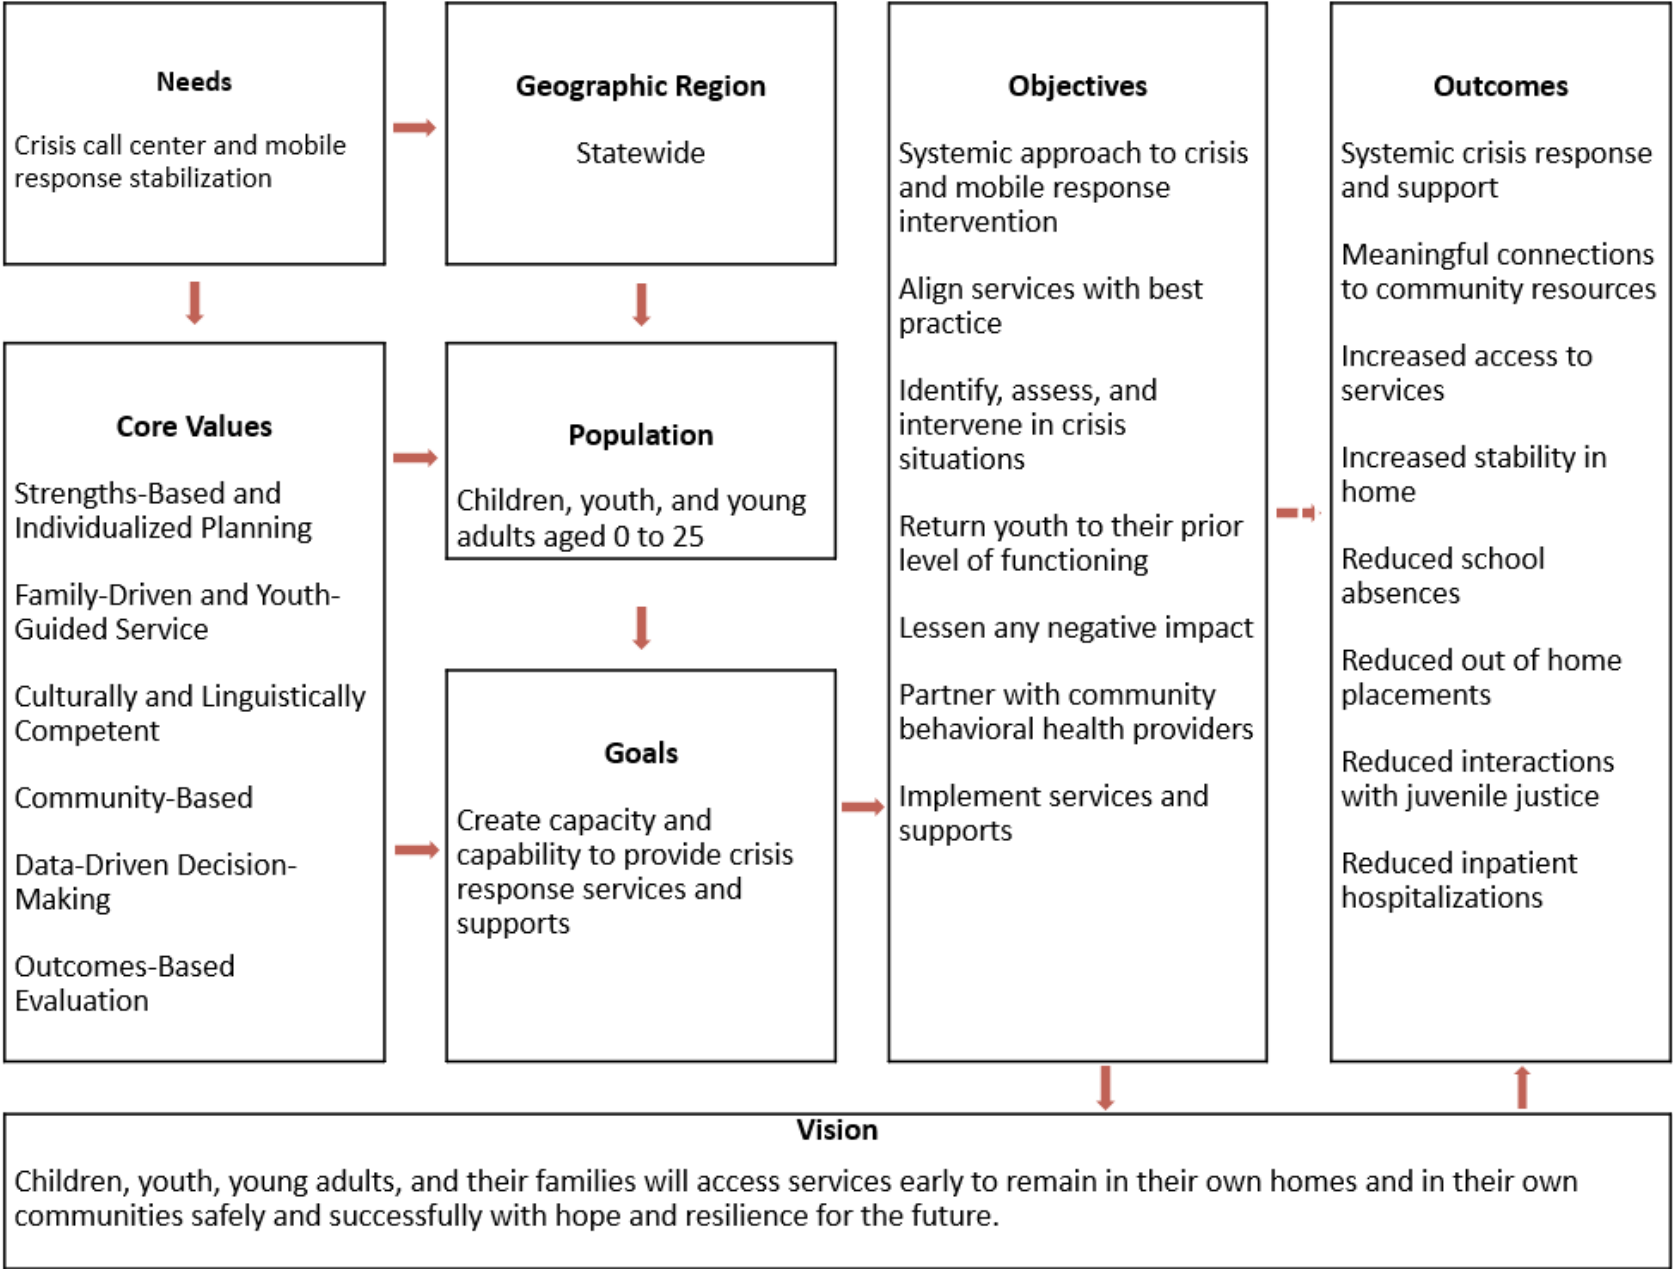 Needs
Crisis call center and mobile
response stabilization
Geographic Region
Statewide
Core Values
Strengths-Based and
Individualized Planning
Family-Driven and Youth-
Guided Service
Culturally and Linguistically
Competent
Community-Based
Data-Driven Decision-
Making
Outcomes-Based
Evaluation
Population
Children, youth, and young
adults aged 0 to 25
Goals
Create capacity and
capability to provide crisis
response services and
supports
Objectives
Systemic approach to crisis
and mobile response
intervention
Align services with best
practice
Identify, assess, and
intervene in crisis
situations
Return youth to their prior
level of functioning
Lessen any negative impact
Partner with community
behavioral health providers
Implement services and
supports
Outcomes
Systemic crisis response
and support
Meaningful connections
to community resources
Increased access to
services
Increased stability in
home
Reduced school
absences
Reduced out of home
placements
Reduced interactions
with juvenile justice
Reduced inpatient
hospitalizations
Vision
Children, youth, young adults, and their families will access services early to remain in their own homes and in their own
communities safely and successfully with hope and resilience for the future.